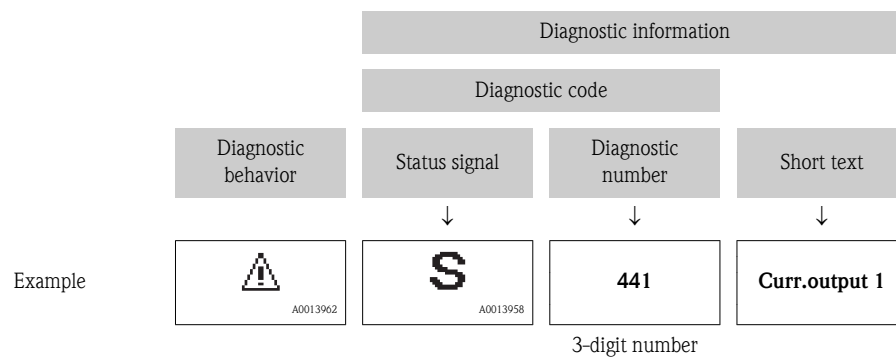 Diagnostic information
Diagnostic code
Diagnostic
behavior
Status signal
Diagnostic
number
Short text
↓ ↓ ↓
Example
A0013962
S
A0013958
441
Curr.output 1
3-digit number